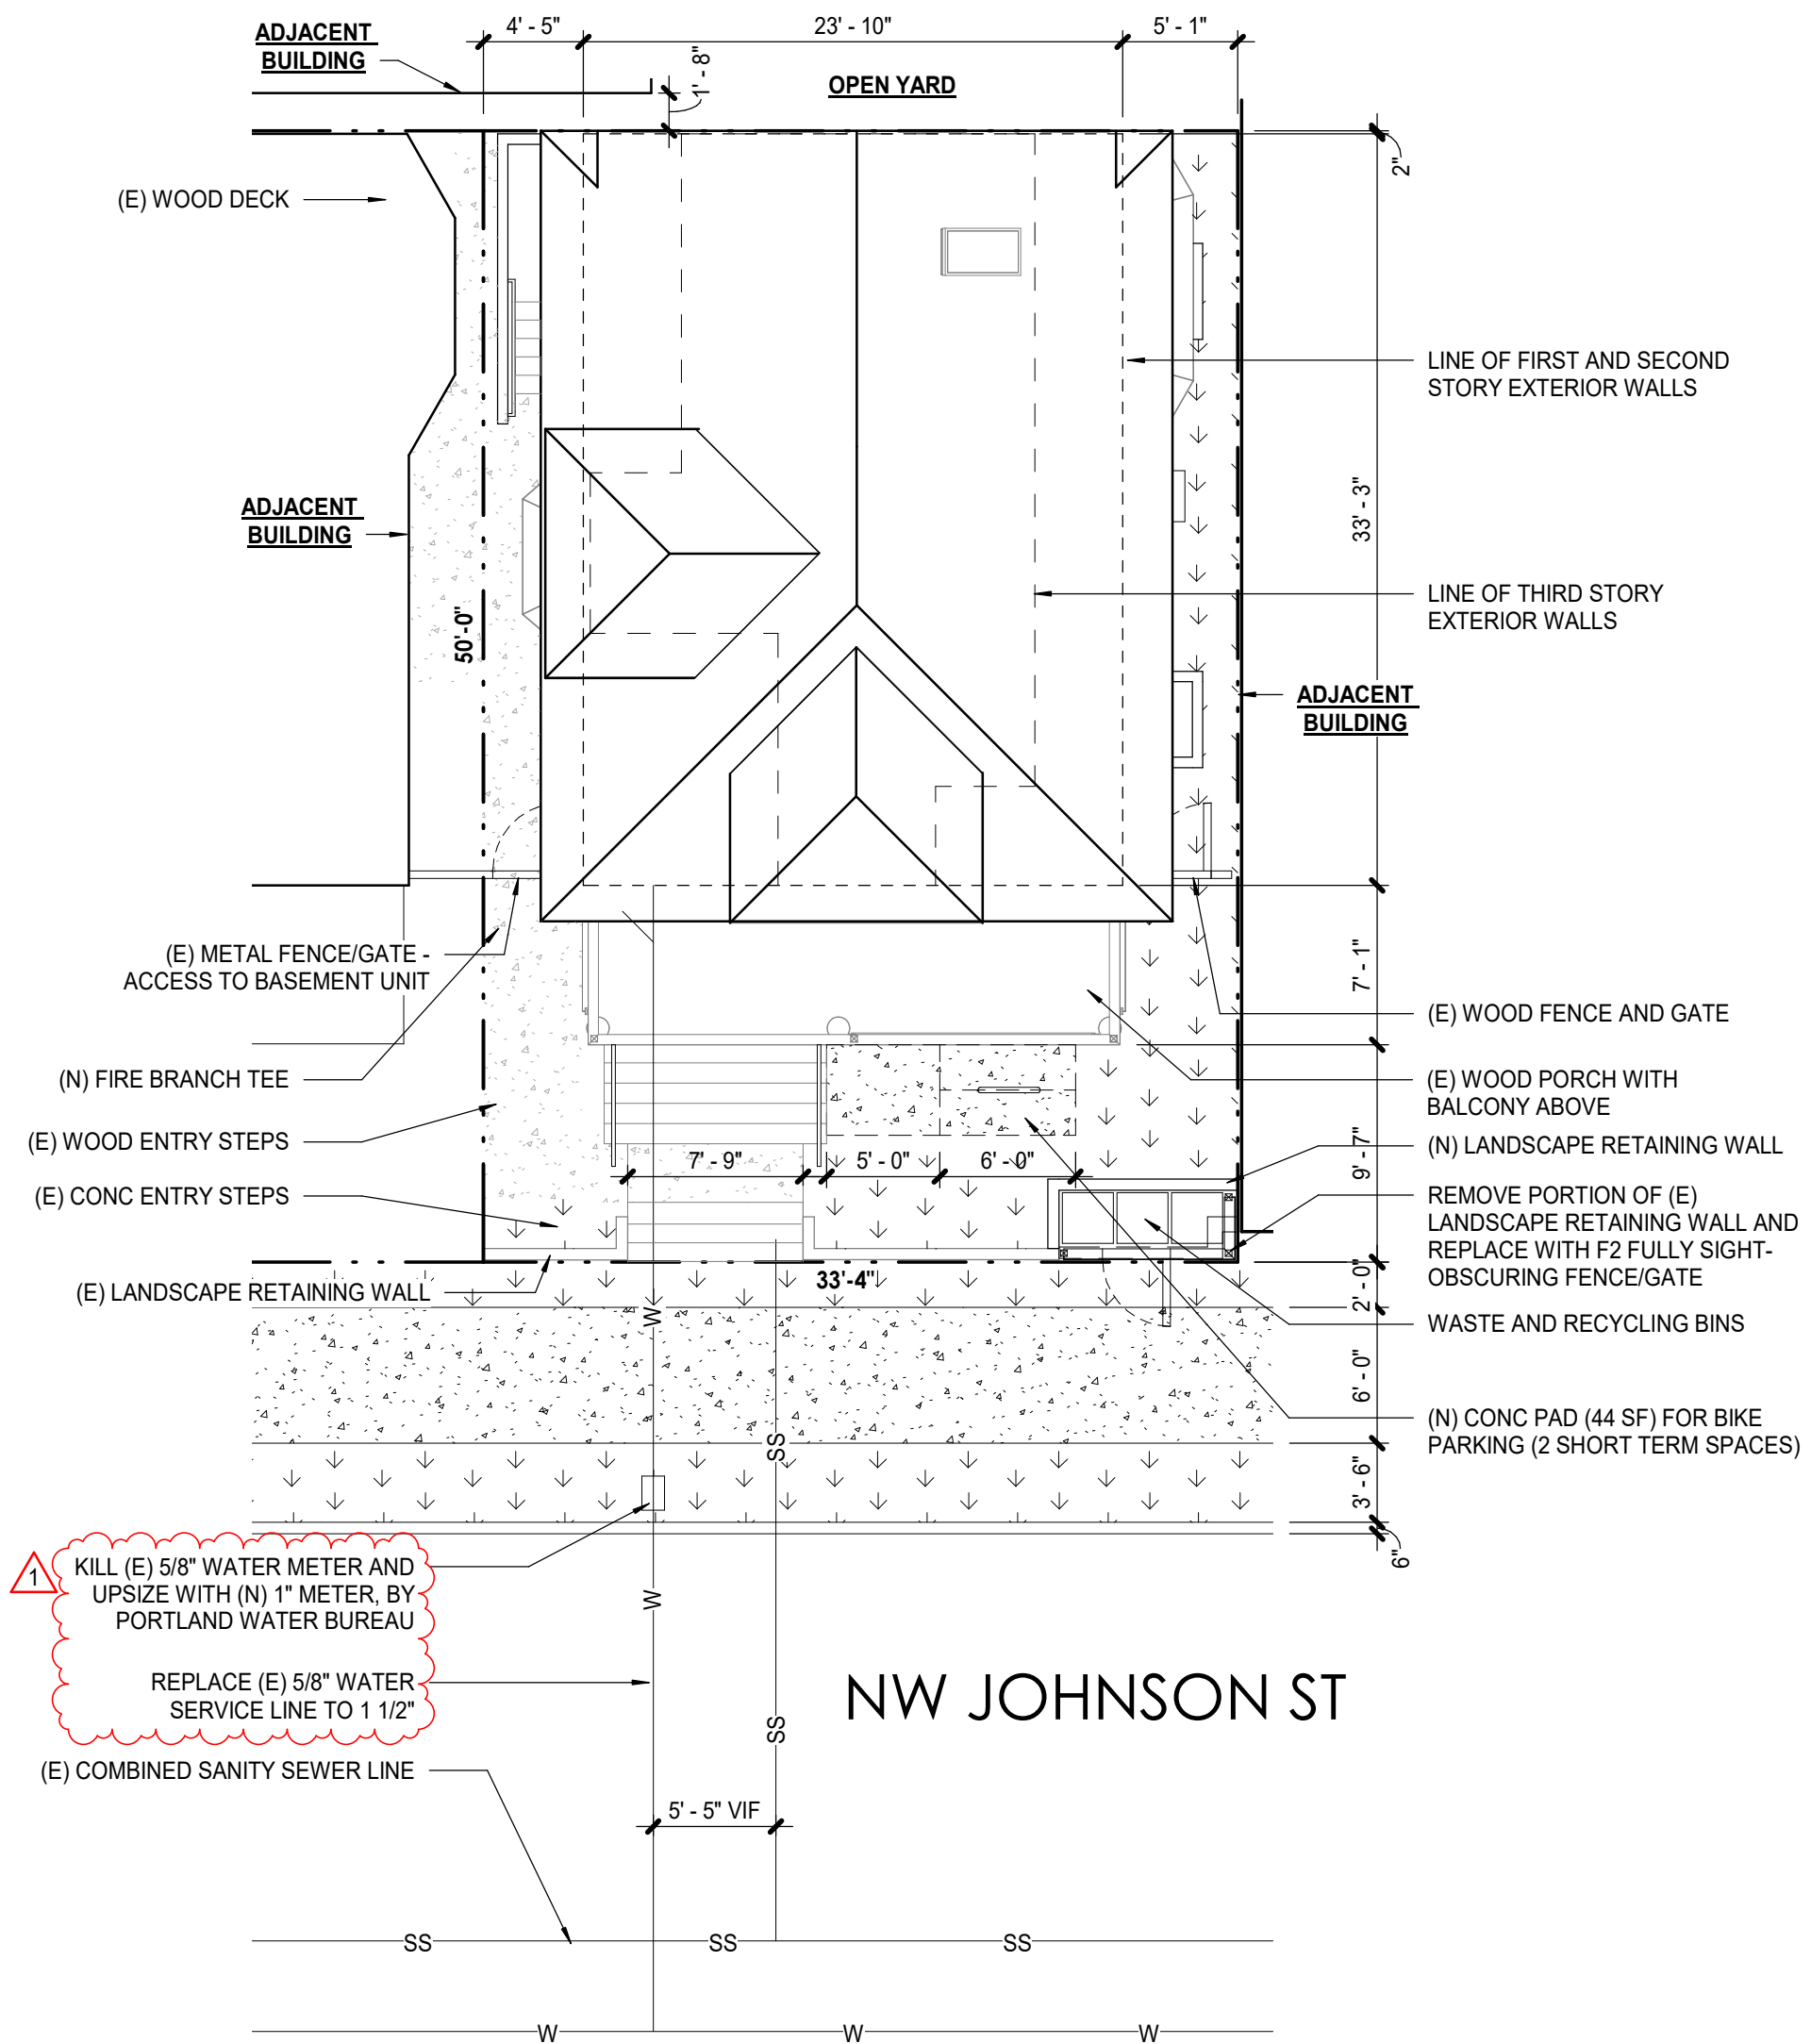 4' - 5"
23' - 10"
5' - 1"
ADJACENT
BUILDING
1' - 8"
OPEN YARD
2"
(E) WOOD DECK
LINE OF FIRST AND SECOND
STORY EXTERIOR WALLS
ADJACENT
BUILDING
33' - 3"
50'-0"
LINE OF THIRD STORY
EXTERIOR WALLS
ADJACENT
BUILDING
(E) METAL FENCE/GATE -
ACCESS TO BASEMENT UNIT
7' - 1"
(E) WOOD FENCE AND GATE
(N) FIRE BRANCH TEE
(E) WOOD PORCH WITH
BALCONY ABOVE
(E) WOOD ENTRY STEPS
9' - 7"
(N) LANDSCAPE RETAINING WALL
7' - 9"
5' - 0"
6' - 0"
(E) CONC ENTRY STEPS
REMOVE PORTION OF (E)
LANDSCAPE RETAINING WALL AND
REPLACE WITH F2 FULLY SIGHT-
OBSCURING FENCE/GATE
(E) LANDSCAPE RETAINING WALL
33'-4"
2' - 0"
W
WASTE AND RECYCLING BINS
6' - 0"
(N) CONC PAD (44 SF) FOR BIKE
PARKING (2 SHORT TERM SPACES)
SS
3' - 6"
6"
1
KILL (E) 5/8" WATER METER AND
UPSIZE WITH (N) 1" METER, BY
PORTLAND WATER BUREAU
W
REPLACE (E) 5/8" WATER
SERVICE LINE TO 1 1/2"
NW JOHNSON ST
SS
(E) COMBINED SANITY SEWER LINE
5' - 5" VIF
SS SS SS
W W W